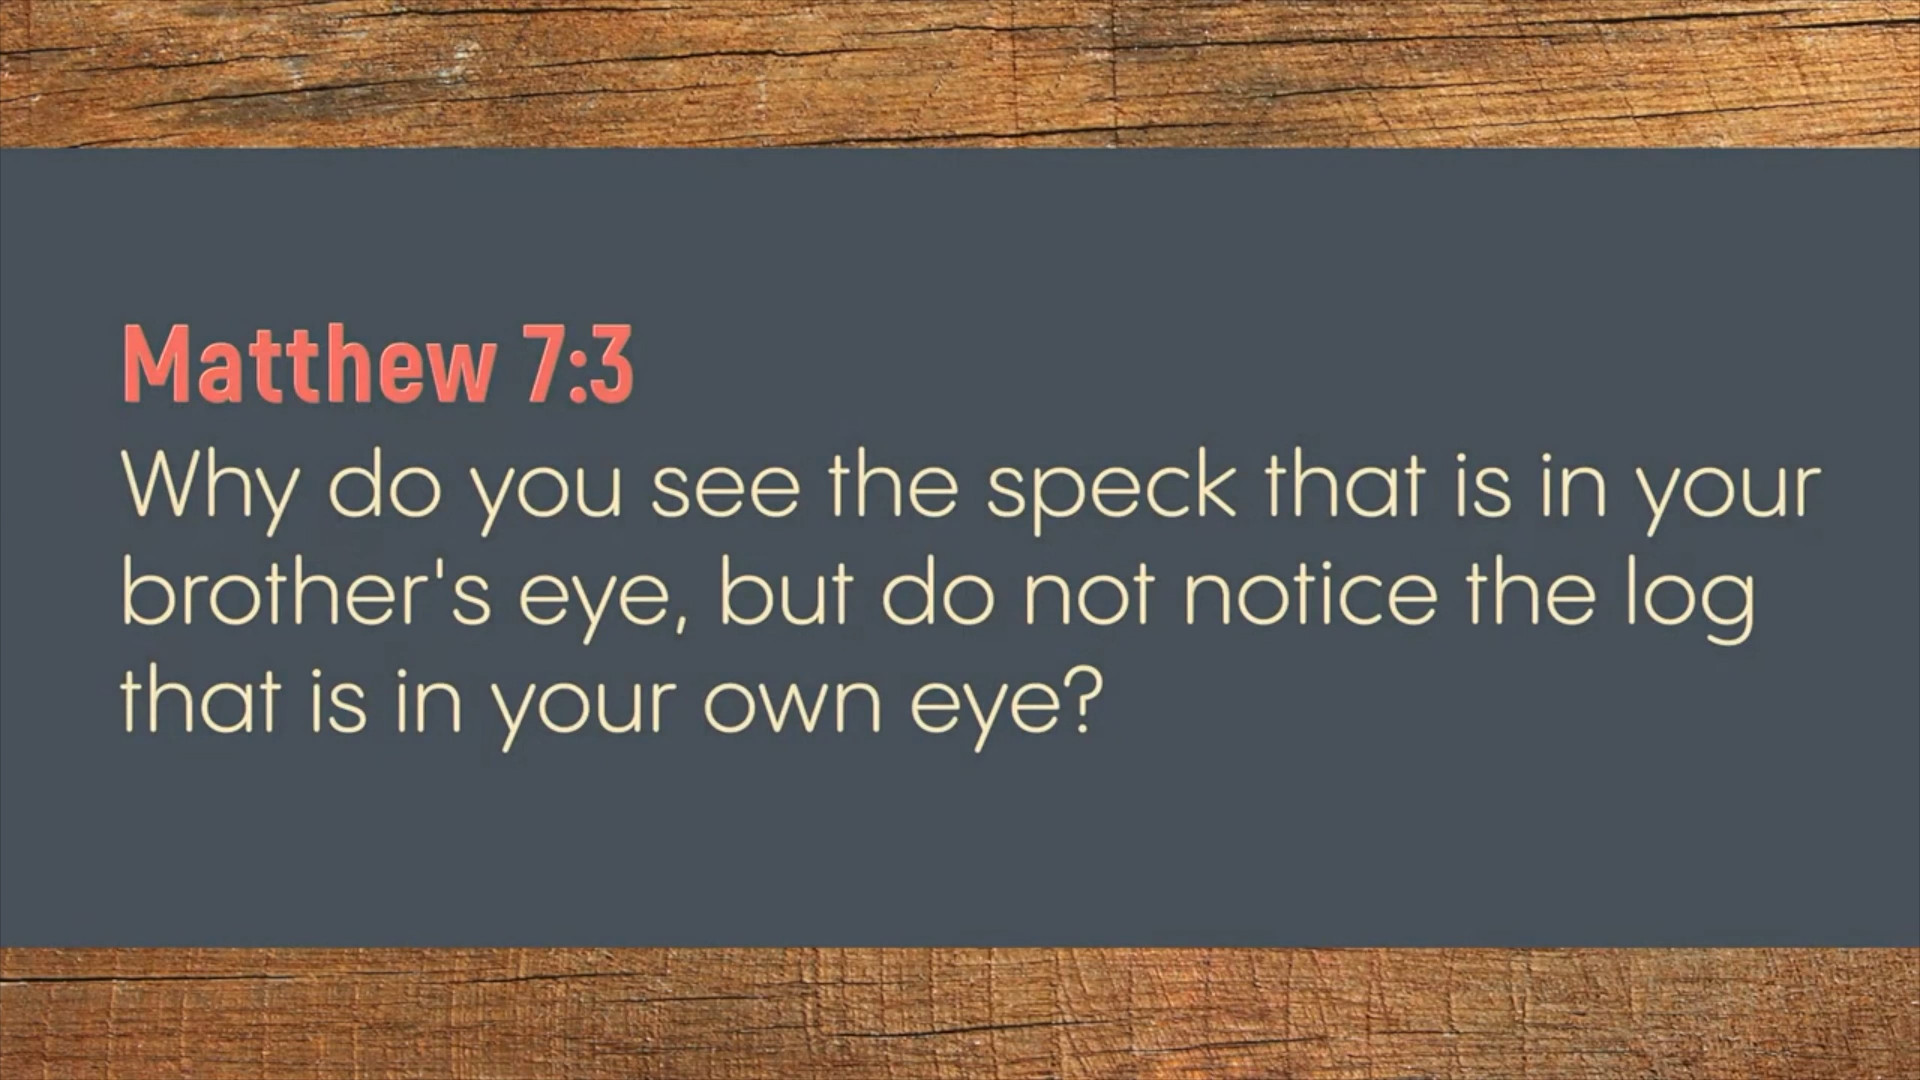 Matthew 7:3
Why do you see the speck that is in your
brother's eye, but do not notice the log
that is in your own eye?